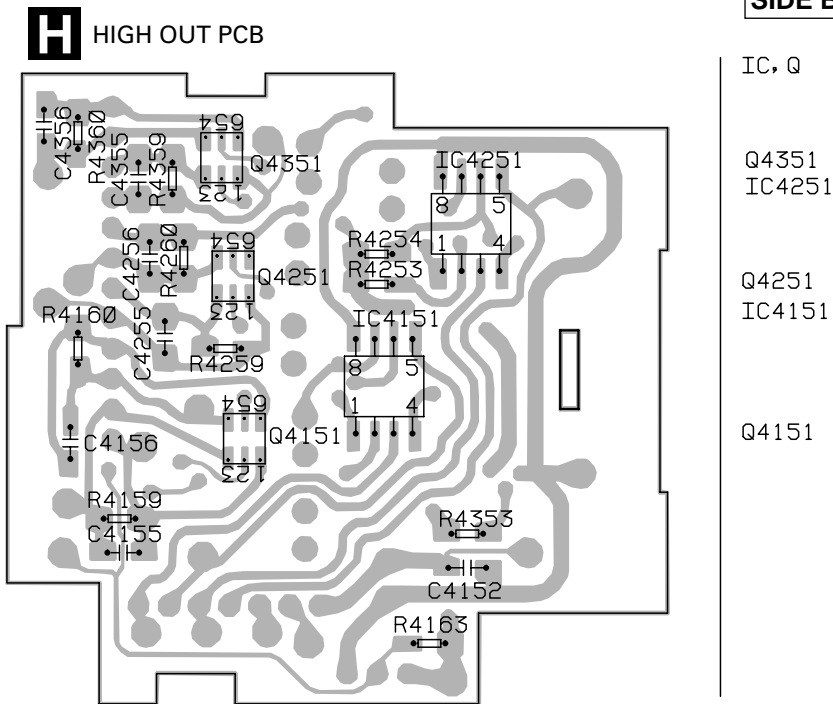 SIDE B
H HIGH OUT PCB
IC, Q
C4356
R4360
C4355
R4359
654
123
Q4351
IC4251
8 5
1 4
Q4351
IC4251
C4256
R4260
654
123
Q4251
R4254
R4253
Q4251
IC4151
R4160
C4255
R4259
IC4151
8 5
1 4
C4156
654
123
Q4151
Q4151
R4159
C4155
R4353
C4152
R4163